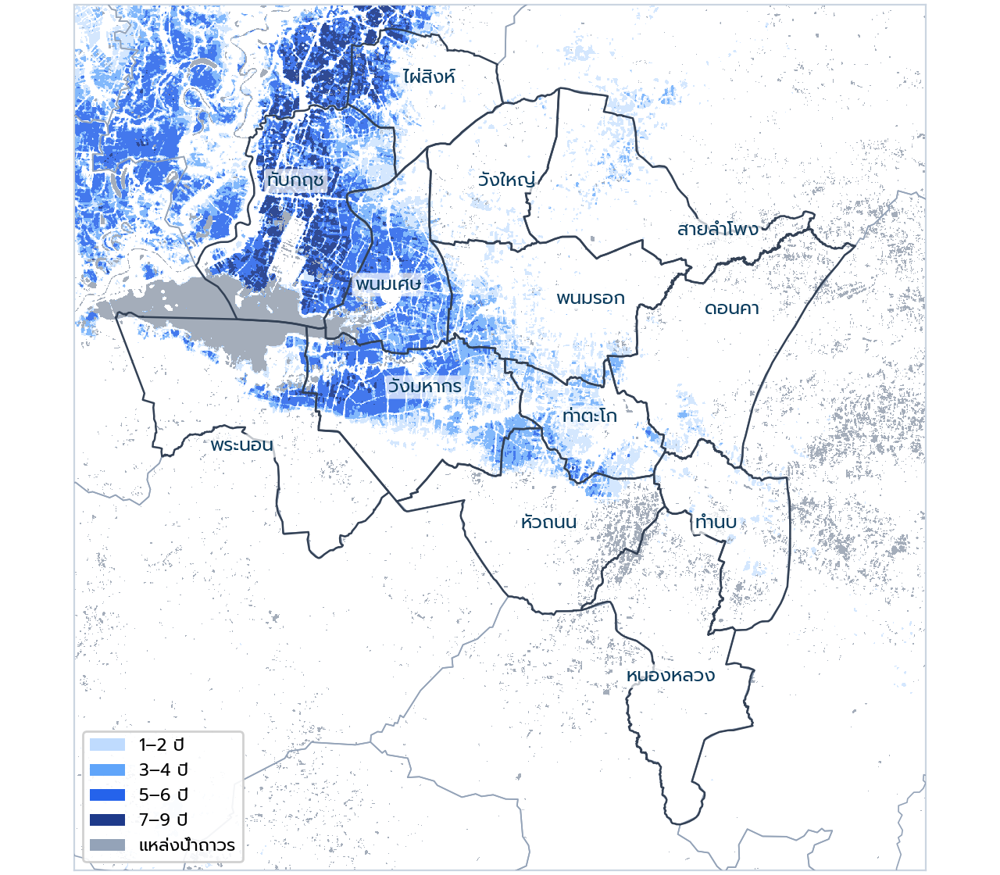 ไผ่สิงห์
ทับกฤช
วังใหญ่
สายลำโพง
พนมเศษ
พนมรอก
ดอนคา
วังมหากร
ท่าตะโก
พระนอน
หัวถนน
ทำนบ
หนองหลวง
1–2 ปี
3–4 ปี
5–6 ปี
7–9 ปี
แหล่งน้ำถาวร